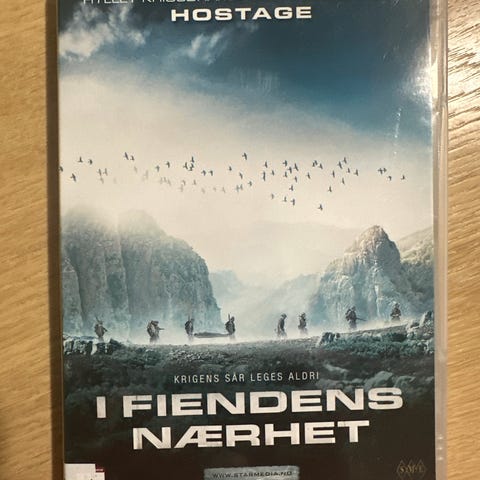 HOSTAGE
KRIGENS SÅR LEGES ALDRI
I FIENDENS
NÆRHET
WWW.STARMEDIA.NO